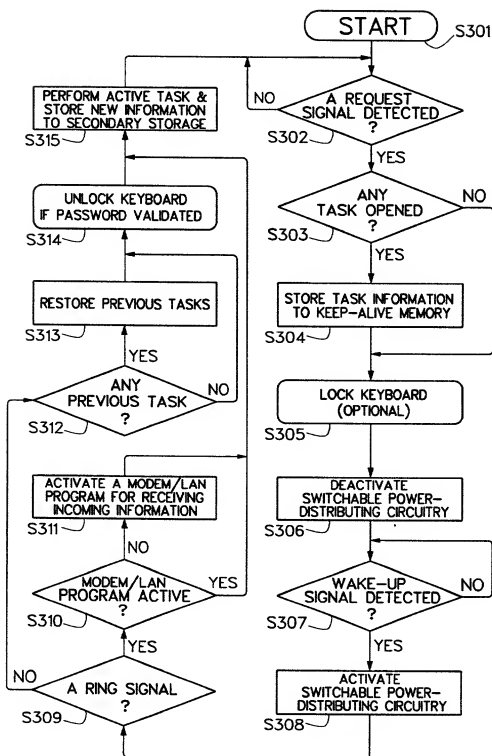 START
S301
A REQUEST
SIGNAL DETECTED
?
NO
S302
YES
ANY
TASK OPENED
?
NO
S303
YES
STORE TASK INFORMATION
TO KEEP-ALIVE MEMORY
S304
LOCK KEYBOARD
(OPTIONAL)
S305
DEACTIVATE
SWITCHABLE POWER-
DISTRIBUTING CIRCUITRY
S306
WAKE-UP
SIGNAL DETECTED
?
NO
S307
YES
ACTIVATE
SWITCHABLE POWER-
DISTRIBUTING CIRCUITRY
S308
A RING SIGNAL
?
NO
S309
YES
MODEM/LAN
PROGRAM ACTIVE
?
YES
S310
NO
ACTIVATE A MODEM/LAN
PROGRAM FOR RECEIVING
INCOMING INFORMATION
S311
ANY
PREVIOUS TASK
?
NO
S312
YES
RESTORE PREVIOUS TASKS
S313
UNLOCK KEYBOARD
IF PASSWORD VALIDATED
S314
PERFORM ACTIVE TASK &
STORE NEW INFORMATION
TO SECONDARY STORAGE
S315